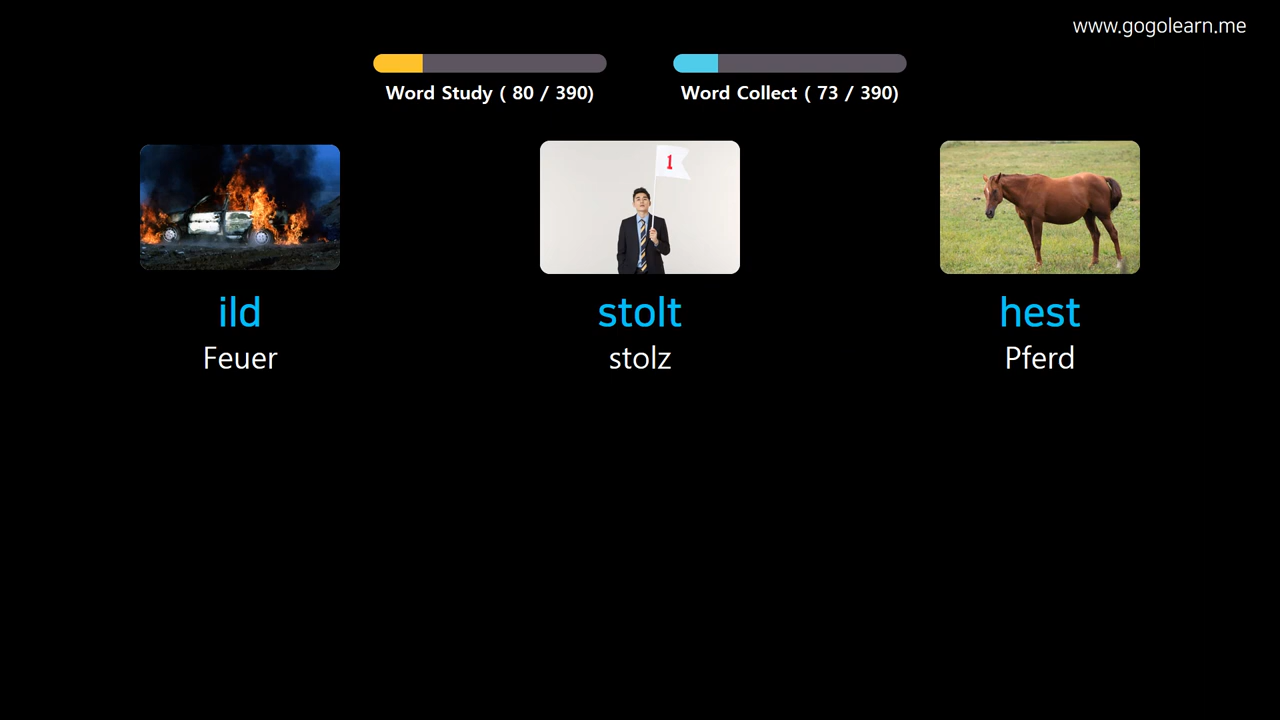 www.gogolearn.me
Word Study ( 80 / 390)
Word Collect ( 73 / 390)
1
ild
stolt
hest
Feuer
stolz
Pferd